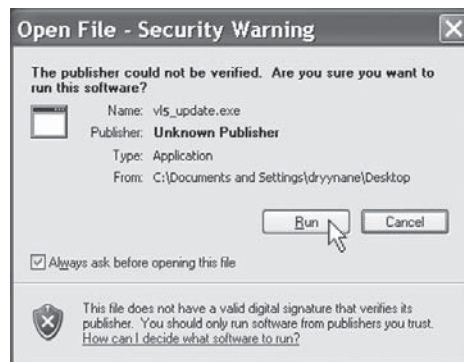 Open File - Security Warning
The publisher could not be verified. Are you sure you want to
run this software?
Name: vl5_update.exe
Publisher: Unknown Publisher
Type: Application
From: C:\Documents and Settings\dryynane\Desktop
Run
Cancel
Always ask before opening this file
This file does not have a valid digital signature that verifies its
publisher. You should only run software from publishers you trust.
How can I decide what software to run?